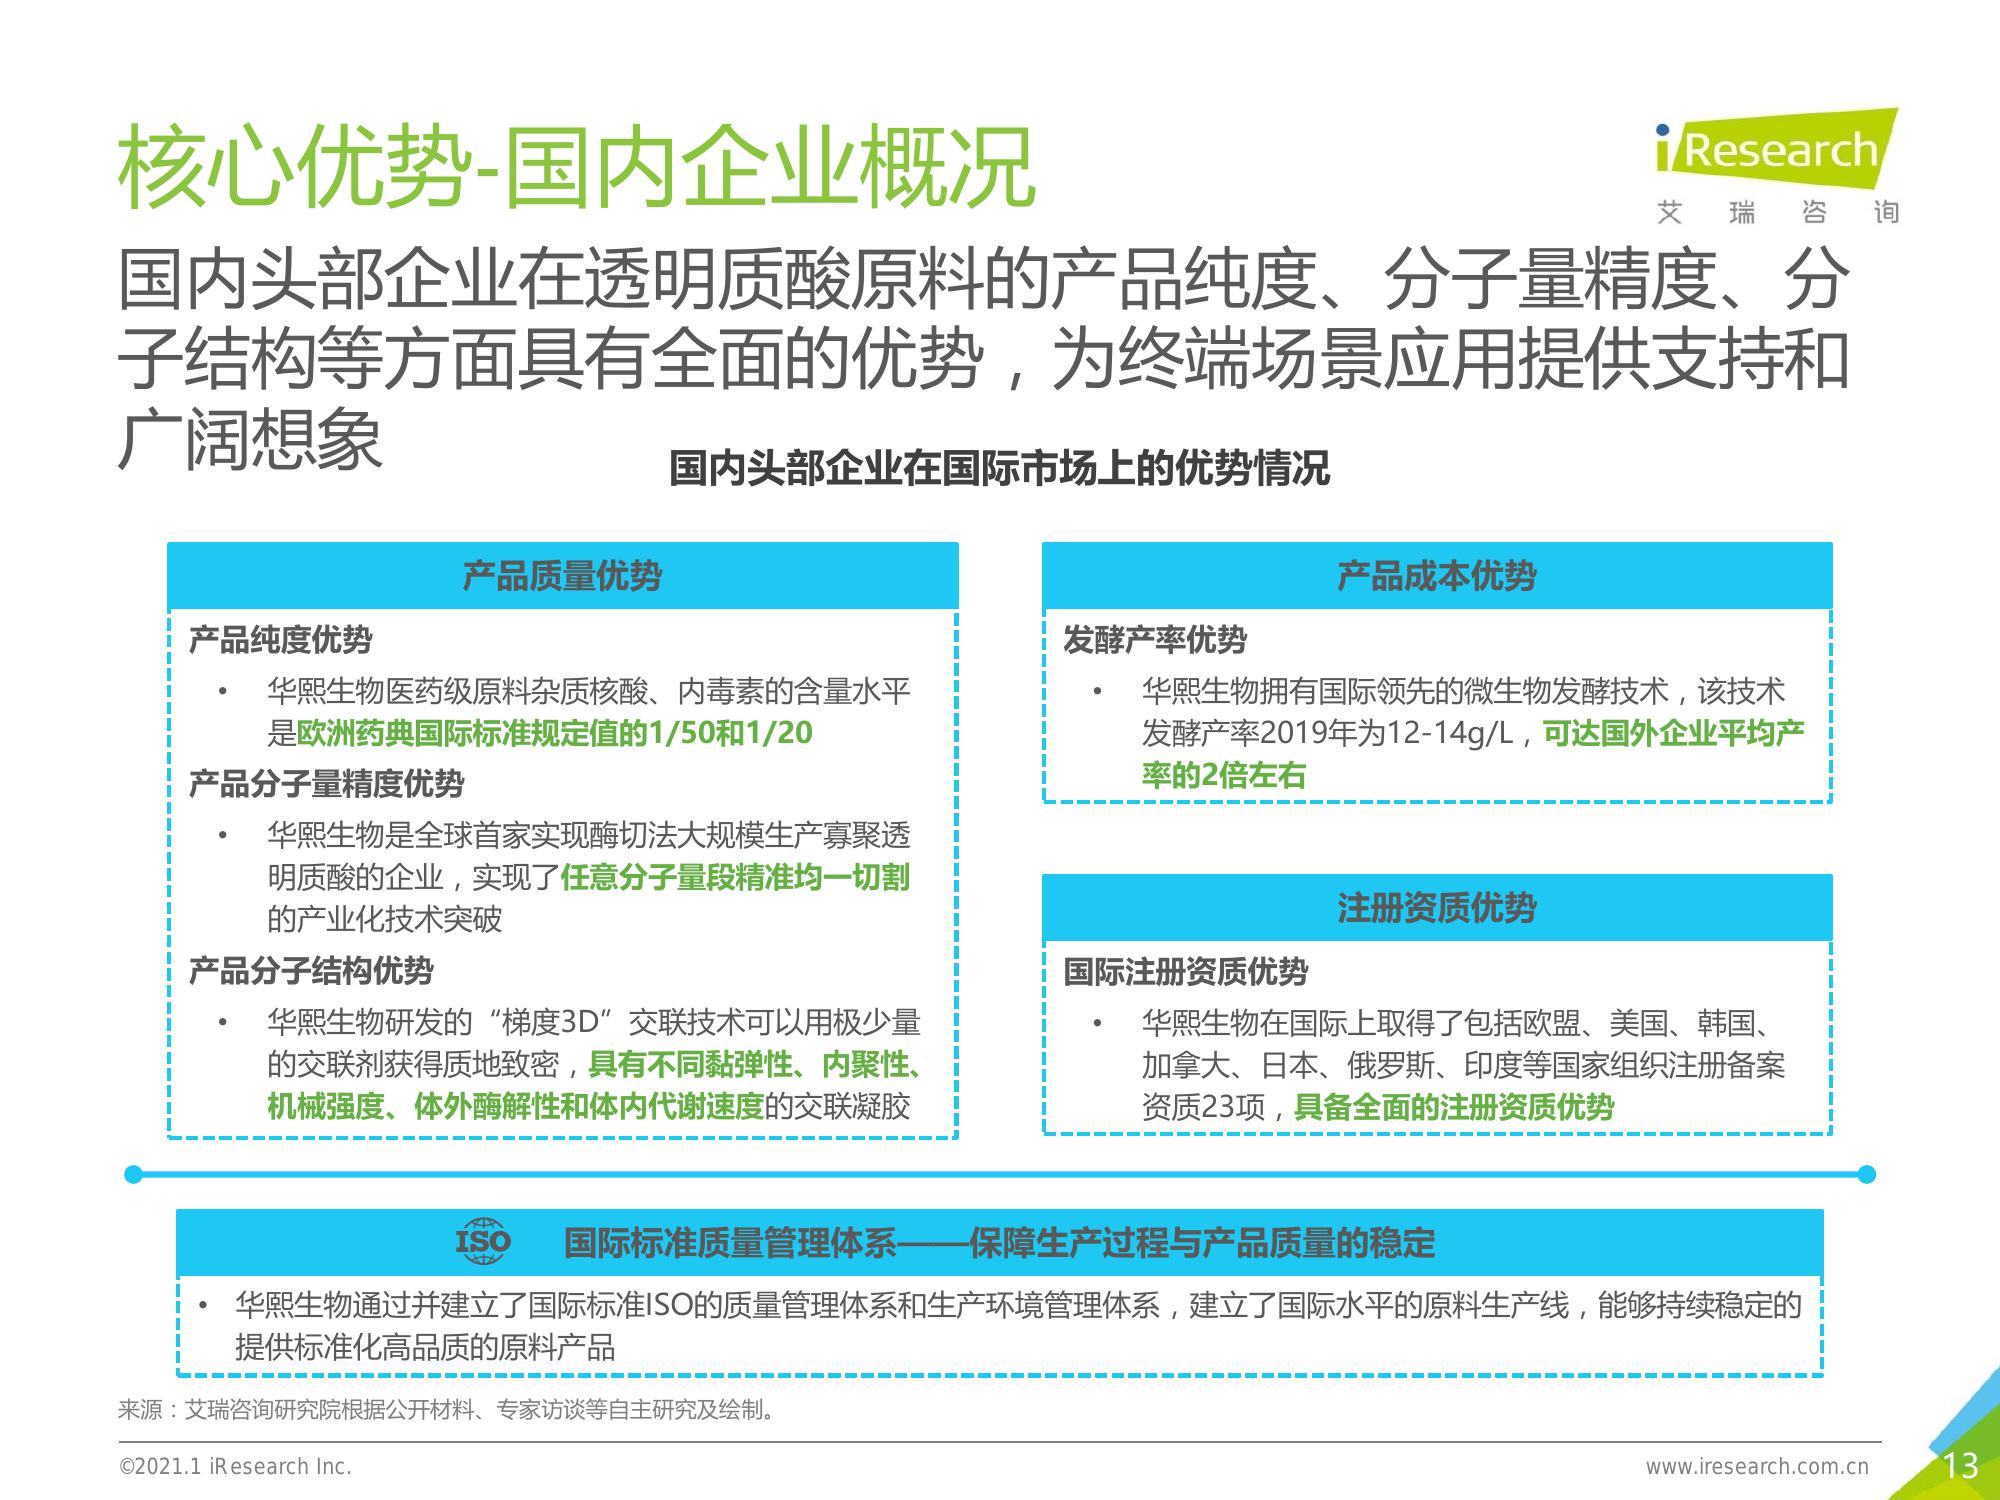 核心优势-国内企业概况
iResearch
艾瑞咨询
国内头部企业在透明质酸原料的产品纯度、分子量精度、分
子结构等方面具有全面的优势，为终端场景应用提供支持和
广阔想象
国内头部企业在国际市场上的优势情况
产品质量优势
产品纯度优势
• 华熙生物医药级原料杂质核酸、内毒素的含量水平
是欧洲药典国际标准规定值的1/50和1/20
产品分子量精度优势
• 华熙生物是全球首家实现酶切法大规模生产寡聚透
明质酸的企业，实现了任意分子量段精准均一切割
的产业化技术突破
产品分子结构优势
• 华熙生物研发的“梯度3D”交联技术可以用极少量
的交联剂获得质地致密，具有不同黏弹性、内聚性、
机械强度、体外酶解性和体内代谢速度的交联凝胶
产品成本优势
发酵产率优势
• 华熙生物拥有国际领先的微生物发酵技术，该技术
发酵产率2019年为12-14g/L，可达国外企业平均产
率的2倍左右
注册资质优势
国际注册资质优势
• 华熙生物在国际上取得了包括欧盟、美国、韩国、
加拿大、日本、俄罗斯、印度等国家组织注册备案
资质23项，具备全面的注册资质优势
ISO 国际标准质量管理体系——保障生产过程与产品质量的稳定
• 华熙生物通过并建立了国际标准ISO的质量管理体系和生产环境管理体系，建立了国际水平的原料生产线，能够持续稳定的
提供标准化高品质的原料产品
来源：艾瑞咨询研究院根据公开材料、专家访谈等自主研究及绘制。
©2021.1 iResearch Inc.
www.iresearch.com.cn
13